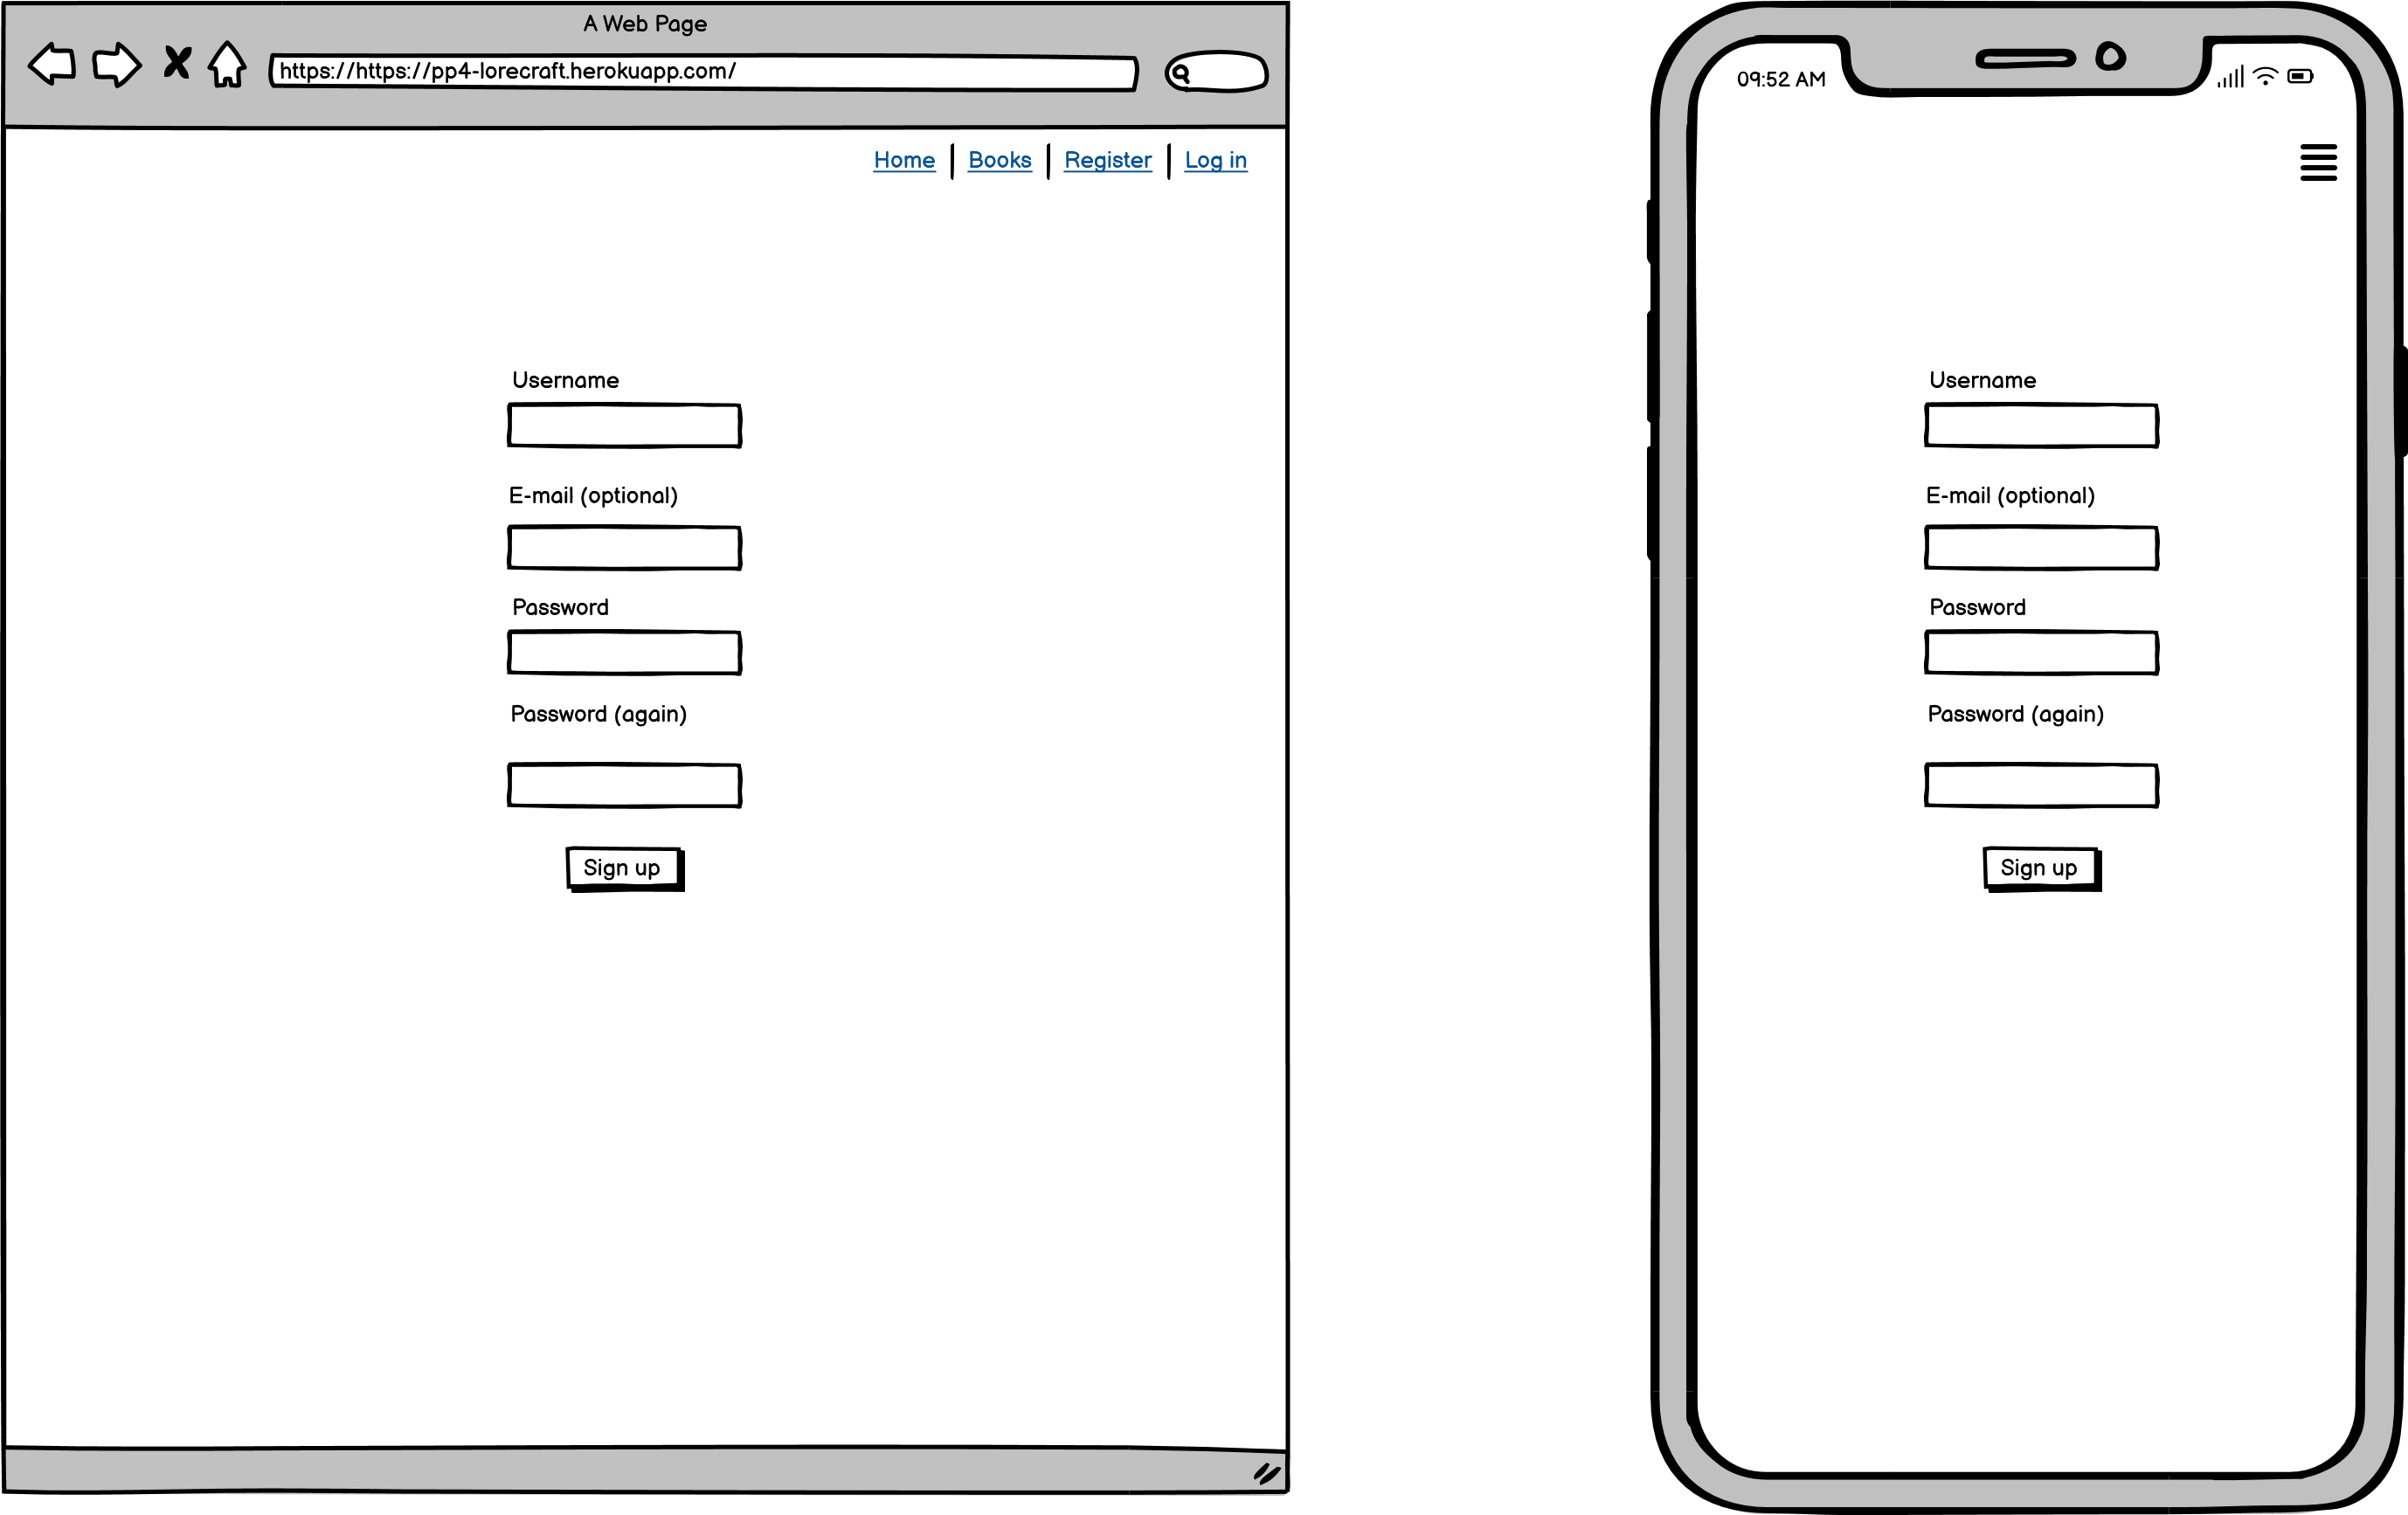 A Web Page
https://https://pp4-lorecraft.herokuapp.com/
Home | Books | Register | Log in
Username
E-mail (optional)
Password
Password (again)
Sign up
09:52 AM
Username
E-mail (optional)
Password
Password (again)
Sign up